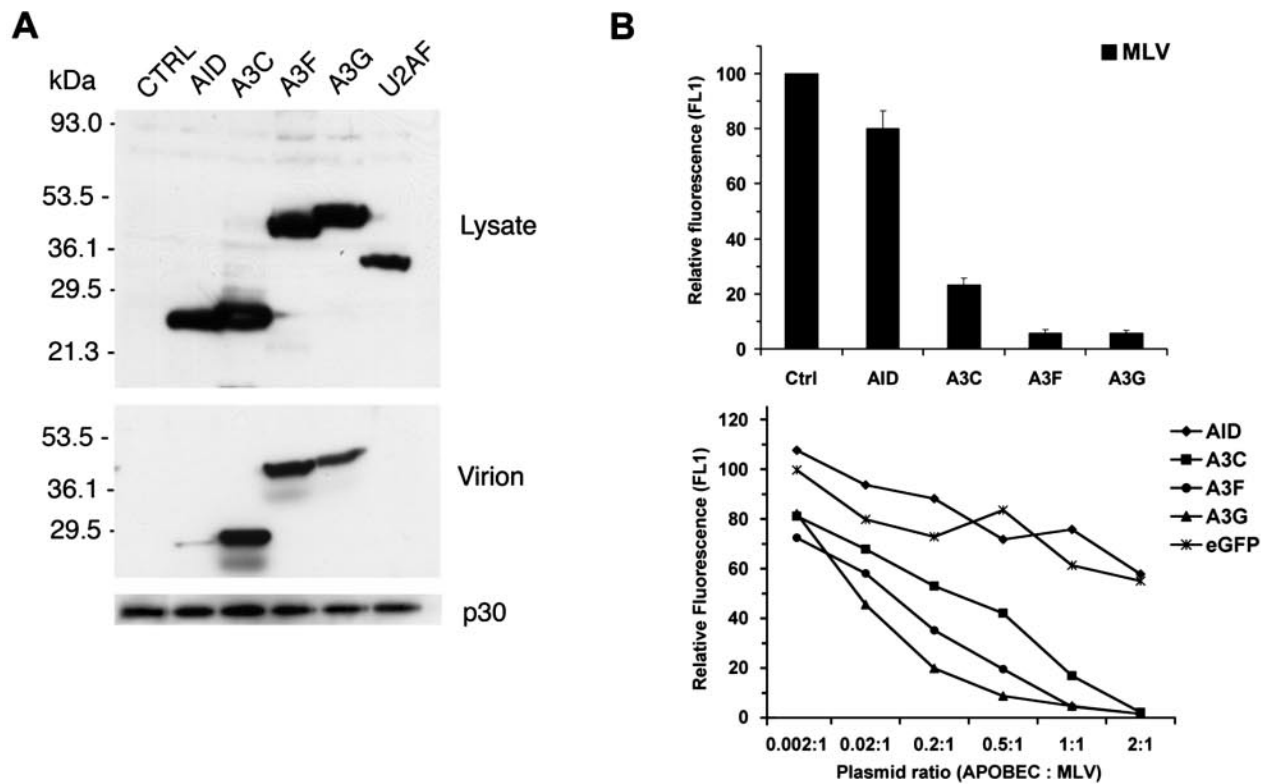 A
kDa
CTRL
AID
A3C
A3F
A3G
U2AF
93.0 -
53.5 -
36.1 -
29.5 -
21.3 -
Lysate
53.5 -
36.1 -
29.5 -
Virion
p30
B
MLV
Relative fluorescence (FL1)
100
80
60
40
20
0
Ctrl AID A3C A3F A3G
Relative Fluorescence (FL1)
120
100
80
60
40
20
0
AID
A3C
A3F
A3G
eGFP
0.002:1 0.02:1 0.2:1 0.5:1 1:1 2:1
Plasmid ratio (APOBEC : MLV)